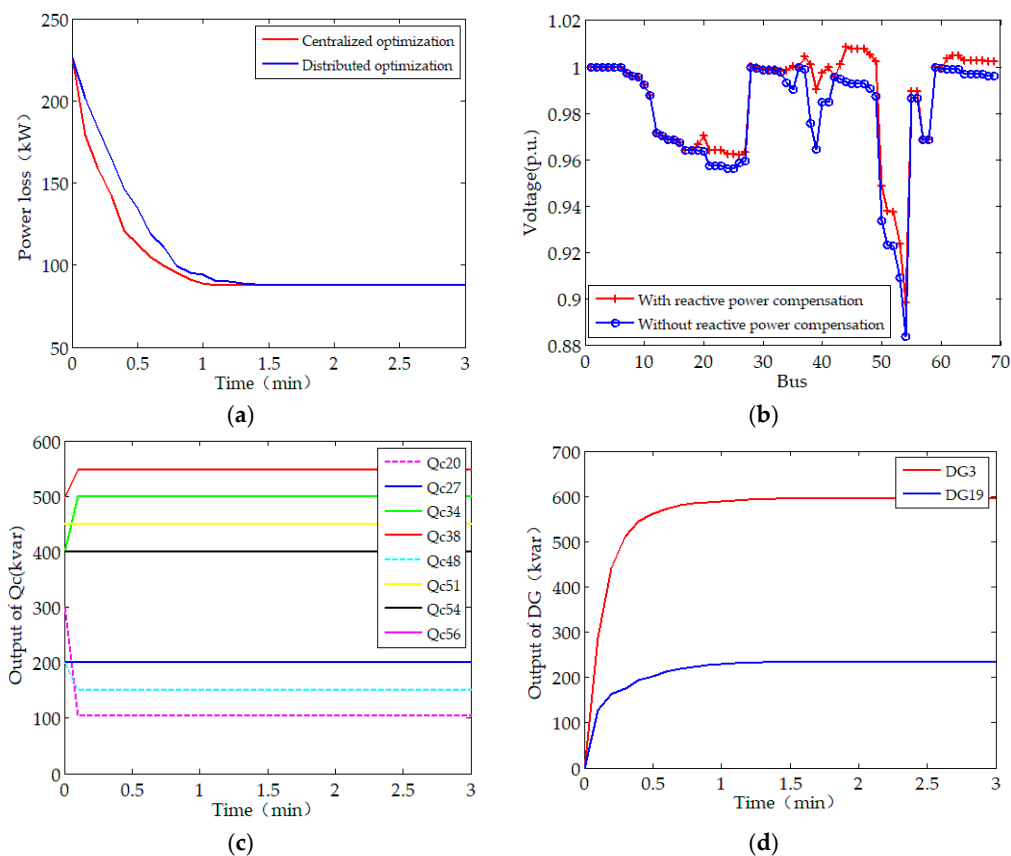 250
200
150
100
50
Power loss（kW）
Centralized optimization
Distributed optimization
0 0.5 1 1.5 2 2.5 3
Time（min）
(a)
1.02
1
0.98
0.96
0.94
0.92
0.9
0.88
Voltage(p.u.)
With reactive power compensation
Without reactive power compensation
0 10 20 30 40 50 60 70
Bus
(b)
600
500
400
300
200
100
0
Output of Qc(kvar)
Qc20
Qc27
Qc34
Qc38
Qc48
Qc51
Qc54
Qc56
0 0.5 1 1.5 2 2.5 3
Time（min）
(c)
700
600
500
400
300
200
100
0
Output of DG（kvar）
DG3
DG19
0 0.5 1 1.5 2 2.5 3
Time（min）
(d)